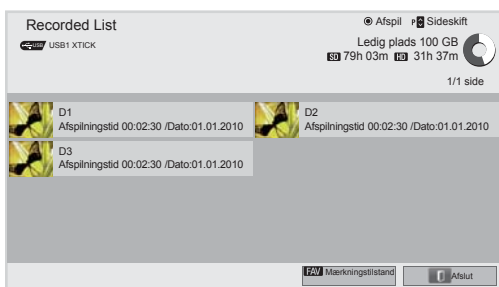 Recorded List
Afspil P Sideskift
USB USB1 XTICK
Ledig plads 100 GB
SD 79h 03m HD 31h 37m
1/1 side
D1
Afspilningstid 00:02:30 /Dato:01.01.2010
D2
Afspilningstid 00:02:30 /Dato:01.01.2010
D3
Afspilningstid 00:02:30 /Dato:01.01.2010
FAV Mærkningstilstand
Afslut